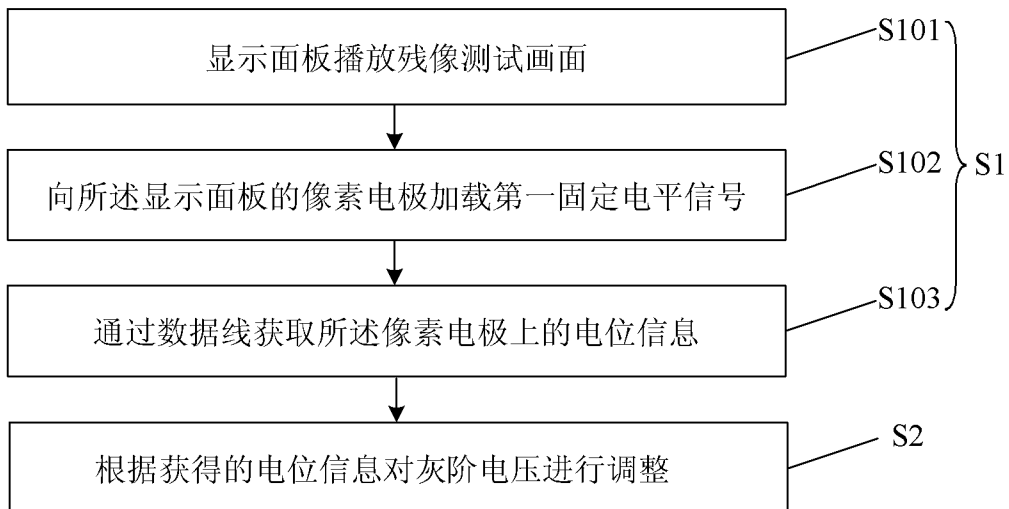 显示面板播放残像测试画面
S101
向所述显示面板的像素电极加载第一固定电平信号
S102
S1
通过数据线获取所述像素电极上的电位信息
S103
根据获得的电位信息对灰阶电压进行调整
S2